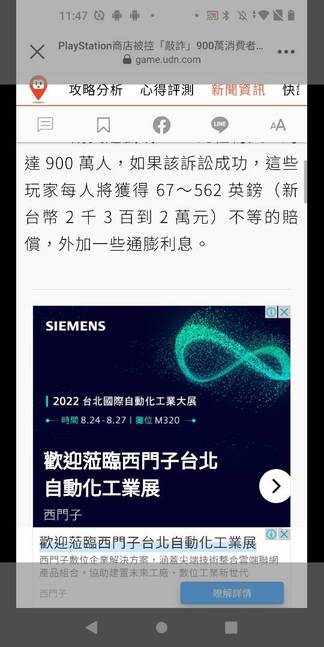 11:47
PlayStation商店被控「敲詐」900萬消費者…
game.udn.com
攻略分析 心得評測 新聞資訊
AA
達 900 萬人，如果該訴訟成功，這些
玩家每人將獲得 67～562 英鎊（新
台幣 2 千 3 百到 2 萬元）不等的賠
償，外加一些通膨利息。
SIEMENS
2022 台北國際自動化工業大展
時間 8.24 - 8.27 | 攤位 M320
歡迎蒞臨西門子台北
自動化工業展
西門子
歡迎蒞臨西門子台北自動化工業展
西門子數位企業解決方案，涵蓋尖端技術整合雲端聯網
產品組合，協助建置未來工廠、數位工業新世代
西門子
瞭解詳情